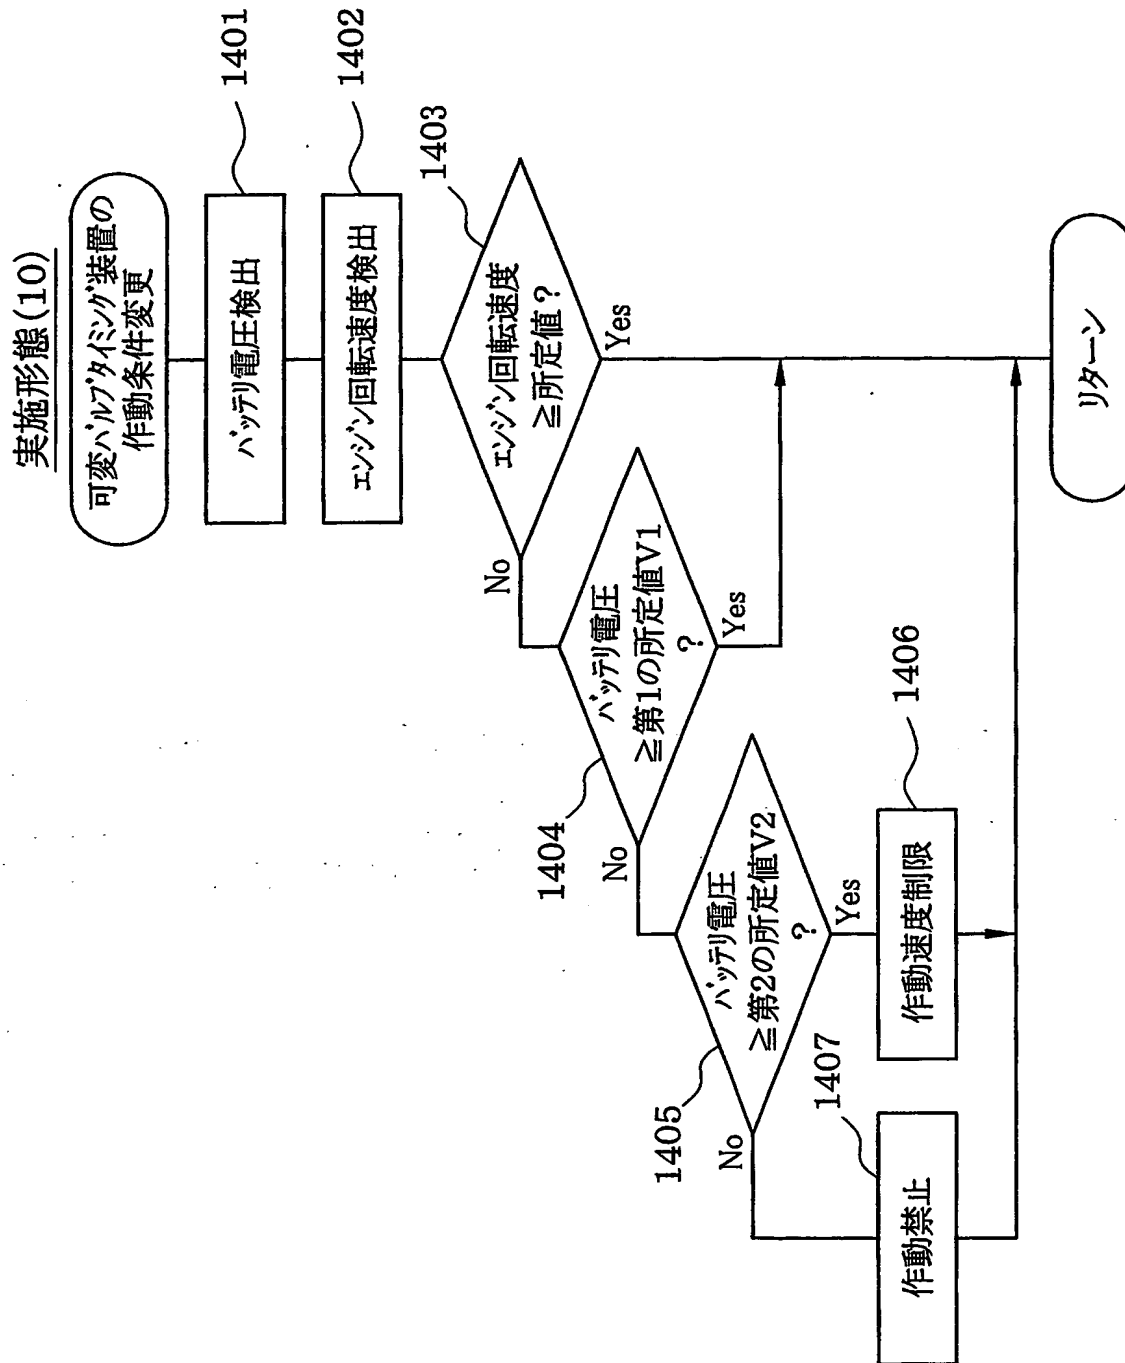 実施形態(10)
可変バルブタイミング装置の
作動条件変更
バッテリ電圧検出
1401
エンジン回転速度検出
1402
エンジン回転速度
≧所定値?
1403
Yes
No
バッテリ電圧
≧第1の所定値V1
?
1404
Yes
No
バッテリ電圧
≧第2の所定値V2
?
1405
Yes
No
作動速度制限
1406
作動禁止
1407
リターン